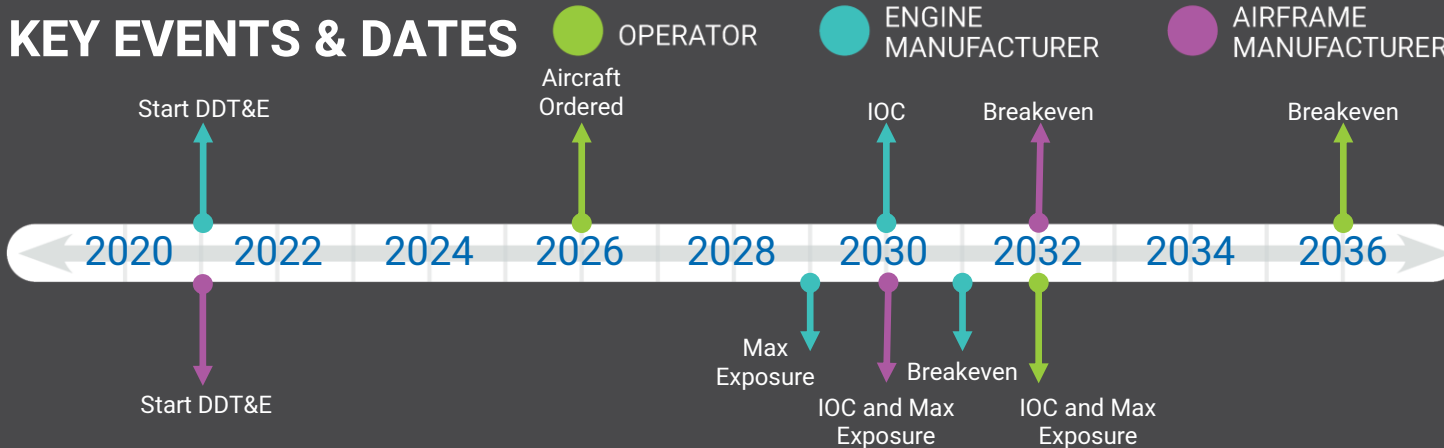 KEY EVENTS & DATES
OPERATOR
ENGINE
MANUFACTURER
AIRFRAME
MANUFACTURER
Start DDT&E
Aircraft
Ordered
IOC
Breakeven
Breakeven
2020
2022
2024
2026
2028
2030
2032
2034
2036
Start DDT&E
Max
Exposure
IOC and Max
Exposure
Breakeven
IOC and Max
Exposure